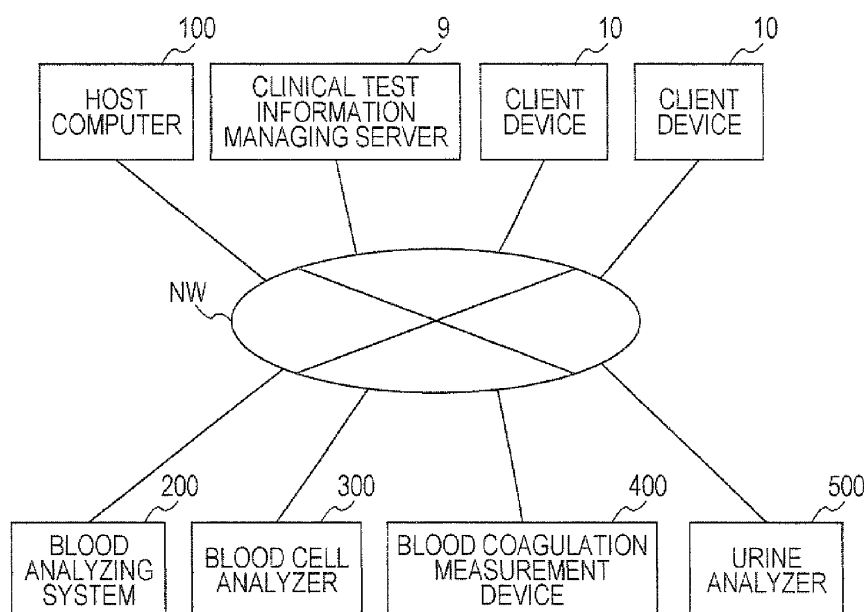 100
9
10
10
HOST
COMPUTER
CLINICAL TEST
INFORMATION
MANAGING SERVER
CLIENT
DEVICE
CLIENT
DEVICE
NW
200
300
400
500
BLOOD
ANALYZING
SYSTEM
BLOOD CELL
ANALYZER
BLOOD COAGULATION
MEASUREMENT
DEVICE
URINE
ANALYZER